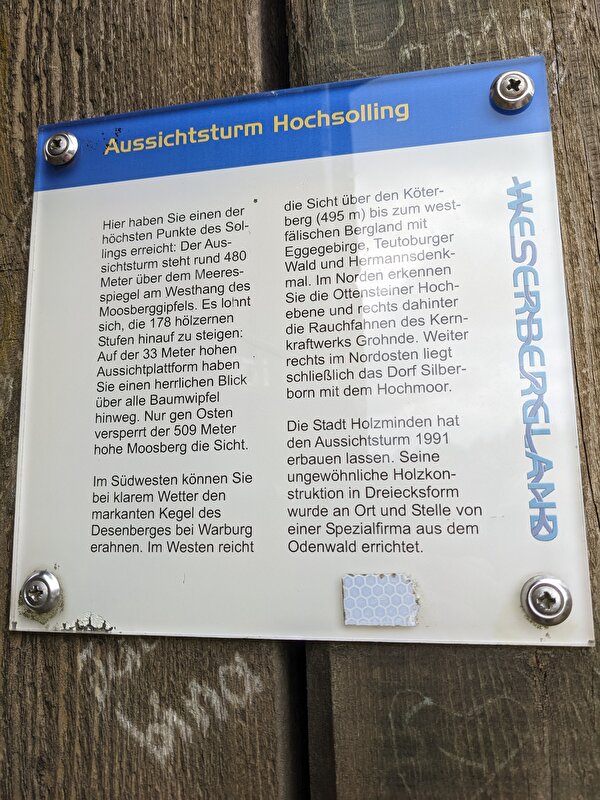 Aussichtsturm Hochsolling
Hier haben Sie einen der
höchsten Punkte des Sol-
lings erreicht: Der Aus-
sichtsturm steht rund 480
Meter über dem Meeres-
spiegel am Westhang des
Moosberggipfels. Es lohnt
sich, die 178 hölzernen
Stufen hinauf zu steigen:
Auf der 33 Meter hohen
Aussichtplattform haben
Sie einen herrlichen Blick
über alle Baumwipfel
hinweg. Nur gen Osten
versperrt der 509 Meter
hohe Moosberg die Sicht.
Im Südwesten können Sie
bei klarem Wetter den
markanten Kegel des
Desenberges bei Warburg
erahnen. Im Westen reicht
die Sicht über den Köter-
berg (495 m) bis zum west-
fälischen Bergland mit
Eggegebirge, Teutoburger
Wald und Hermannsdenk-
mal. Im Norden erkennen
Sie die Ottensteiner Hoch-
ebene und rechts dahinter
die Rauchfahnen des Kern-
kraftwerks Grohnde. Weiter
rechts im Nordosten liegt
schließlich das Dorf Silber-
born mit dem Hochmoor.
Die Stadt Holzminden hat
den Aussichtsturm 1991
erbauen lassen. Seine
ungewöhnliche Holzkon-
struktion in Dreiecksform
wurde an Ort und Stelle von
einer Spezialfirma aus dem
Odenwald errichtet.
WESERBERGLAND